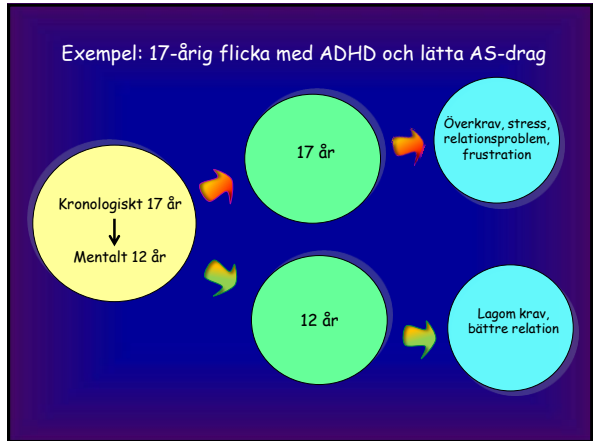 Exempel: 17-årig flicka med ADHD och lätta AS-drag
Kronologiskt 17 år
Mentalt 12 år
17 år
Överkrav, stress,
relationsproblem,
frustration
12 år
Lagom krav,
bättre relation